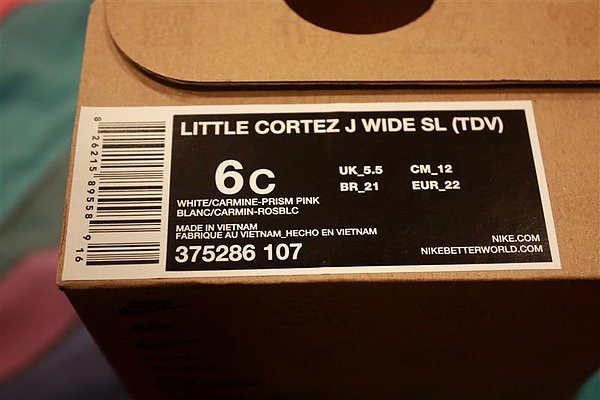 LITTLE CORTEZ J WIDE SL (TDV)
6C
UK_5.5 CM_12
BR_21 EUR_22
WHITE/CARMINE-PRISM PINK
BLANC/CARMIN-ROSBLC
MADE IN VIETNAM
FABRIQUE AU VIETNAM_HECHO EN VIETNAM
375286 107
NIKE.COM
NIKEBETTERWORLD.COM
8 26215 89558 9 16